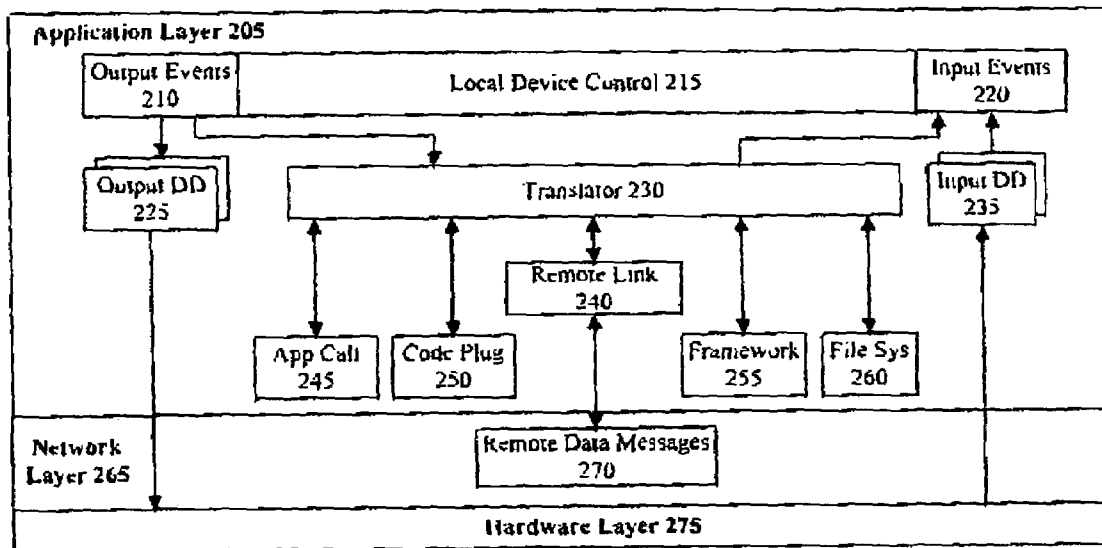 Application Layer 205
Output Events
210
Local Device Control 215
Input Events
220
Output DD
225
Translator 230
Input DD
235
Remote Link
240
App Call
245
Code Plug
250
Framework
255
File Sys
260
Network
Layer 265
Remote Data Messages
270
Hardware Layer 275